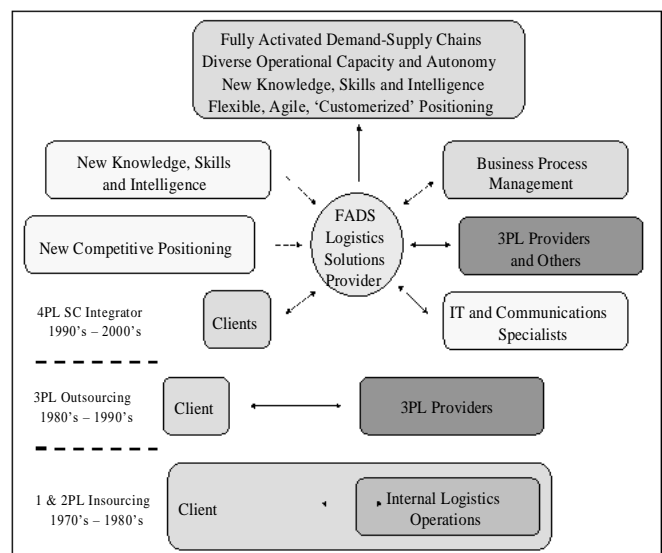 Fully Activated Demand-Supply Chains
Diverse Operational Capacity and Autonomy
New Knowledge, Skills and Intelligence
Flexible, Agile, ‘Customerized’ Positioning
New Knowledge, Skills
and Intelligence
Business Process
Management
FADS
Logistics
Solutions
Provider
New Competitive Positioning
3PL Providers
and Others
4PL SC Integrator
1990’s – 2000’s
Clients
IT and Communications
Specialists
3PL Outsourcing
1980’s – 1990’s
Client
3PL Providers
1 & 2PL Insourcing
1970’s – 1980’s
Client
Internal Logistics
Operations